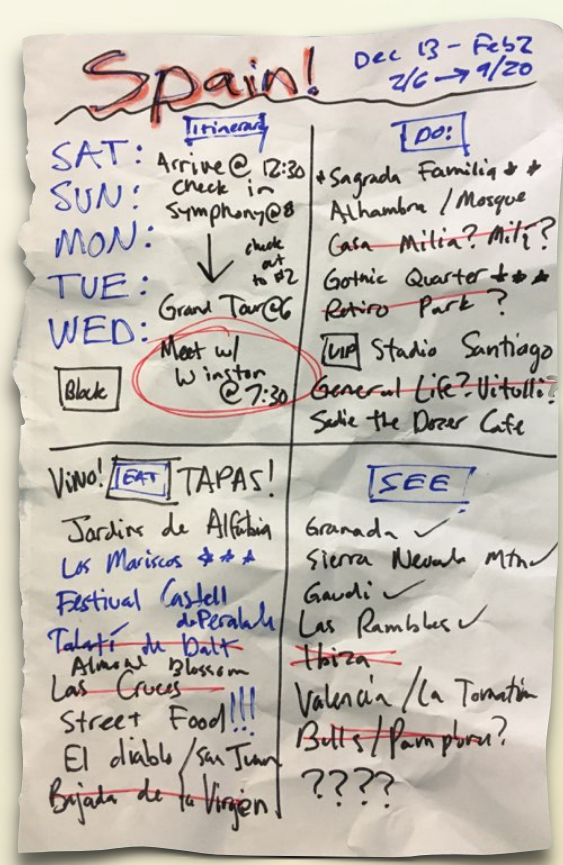 Spain!
Dec 13 - Feb 2
2/6 → 9/20
Itinerary
SAT: Arrive @ 12:30
SUN: check in
Symphony @ 8
MON: ↓ check
out
to #2
TUE:
Grand Tour @ 6
WED:
Meet w/
Winston
@ 7:30
Block
DO:
* Sagrada Familia * *
Alhambra / Mosque
Casa Milia? Milà?
Gothic Quarter * * *
Retiro Park?
VIP Stadio Santiago
General Life? Vitulli?
Sadie the Dozer Cafe
Vino! EAT TAPAS!
Jardins de Alfabia
Los Mariscos * * *
Festival Castell
de Peralada
Talatí de Dalt
Almond Blossom
Las Cruces
Street Food!!!
El diablo / San Juan
Bajada de la Virgen
SEE
Granada ✓
Sierra Nevada Mtn ✓
Gaudi ✓
Las Ramblas ✓
Ibiza
Valencia / La Tomatina
Bulls /
????